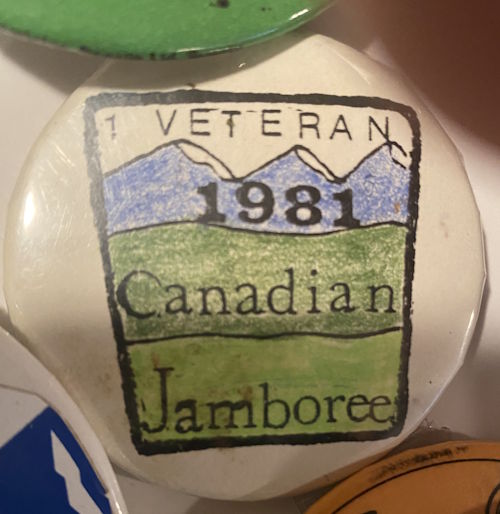 1 VETERAN
1981
Canadian
Jamboree